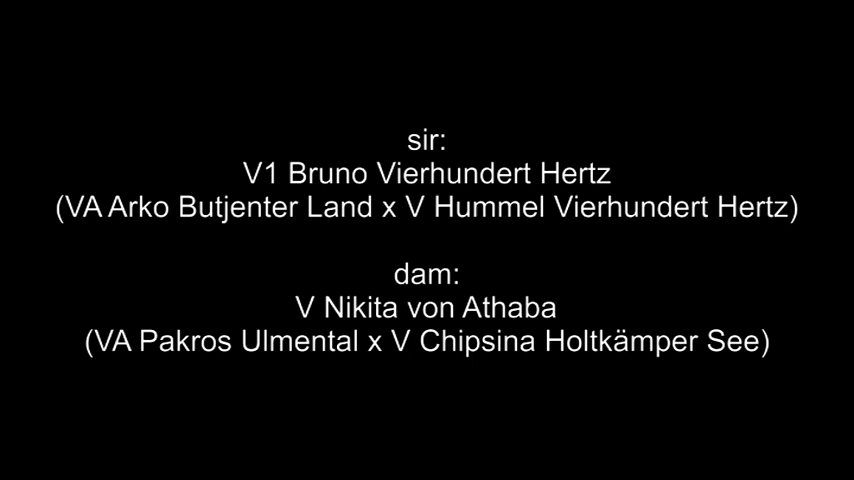 sir:
V1 Bruno Vierhundert Hertz
(VA Arko Butjenter Land x V Hummel Vierhundert Hertz)
dam:
V Nikita von Athaba
(VA Pakros Ulmental x V Chipsina Holtkämper See)